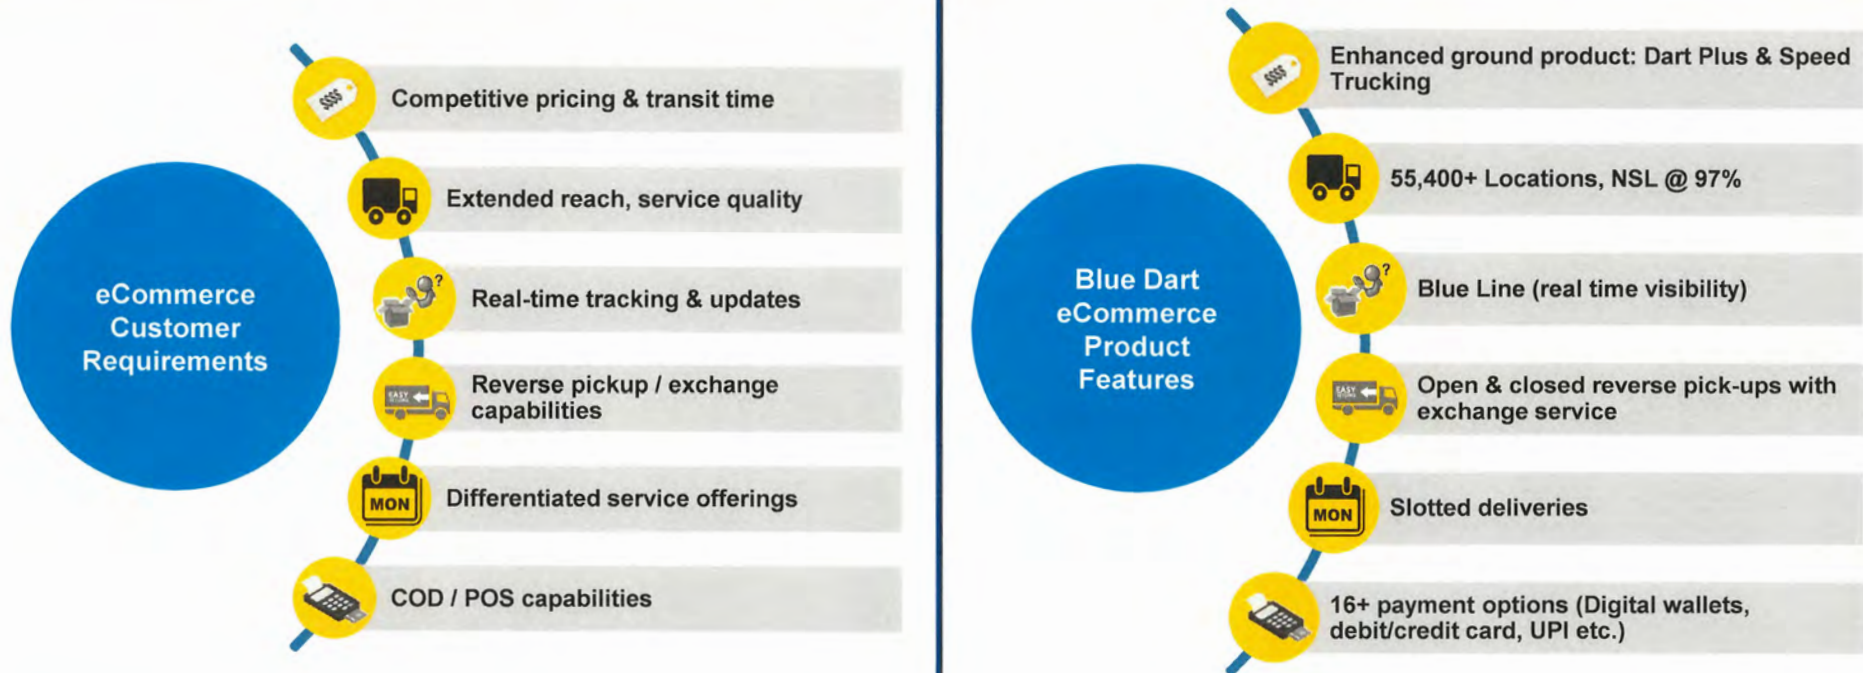 eCommerce
Customer
Requirements
$$$$
Competitive pricing & transit time
Extended reach, service quality
?
Real-time tracking & updates
EASY
Reverse pickup / exchange
capabilities
MON
Differentiated service offerings
COD / POS capabilities
Blue Dart
eCommerce
Product
Features
$$$$
Enhanced ground product: Dart Plus & Speed
Trucking
55,400+ Locations, NSL @ 97%
?
Blue Line (real time visibility)
EASY
Open & closed reverse pick-ups with
exchange service
MON
Slotted deliveries
16+ payment options (Digital wallets,
debit/credit card, UPI etc.)